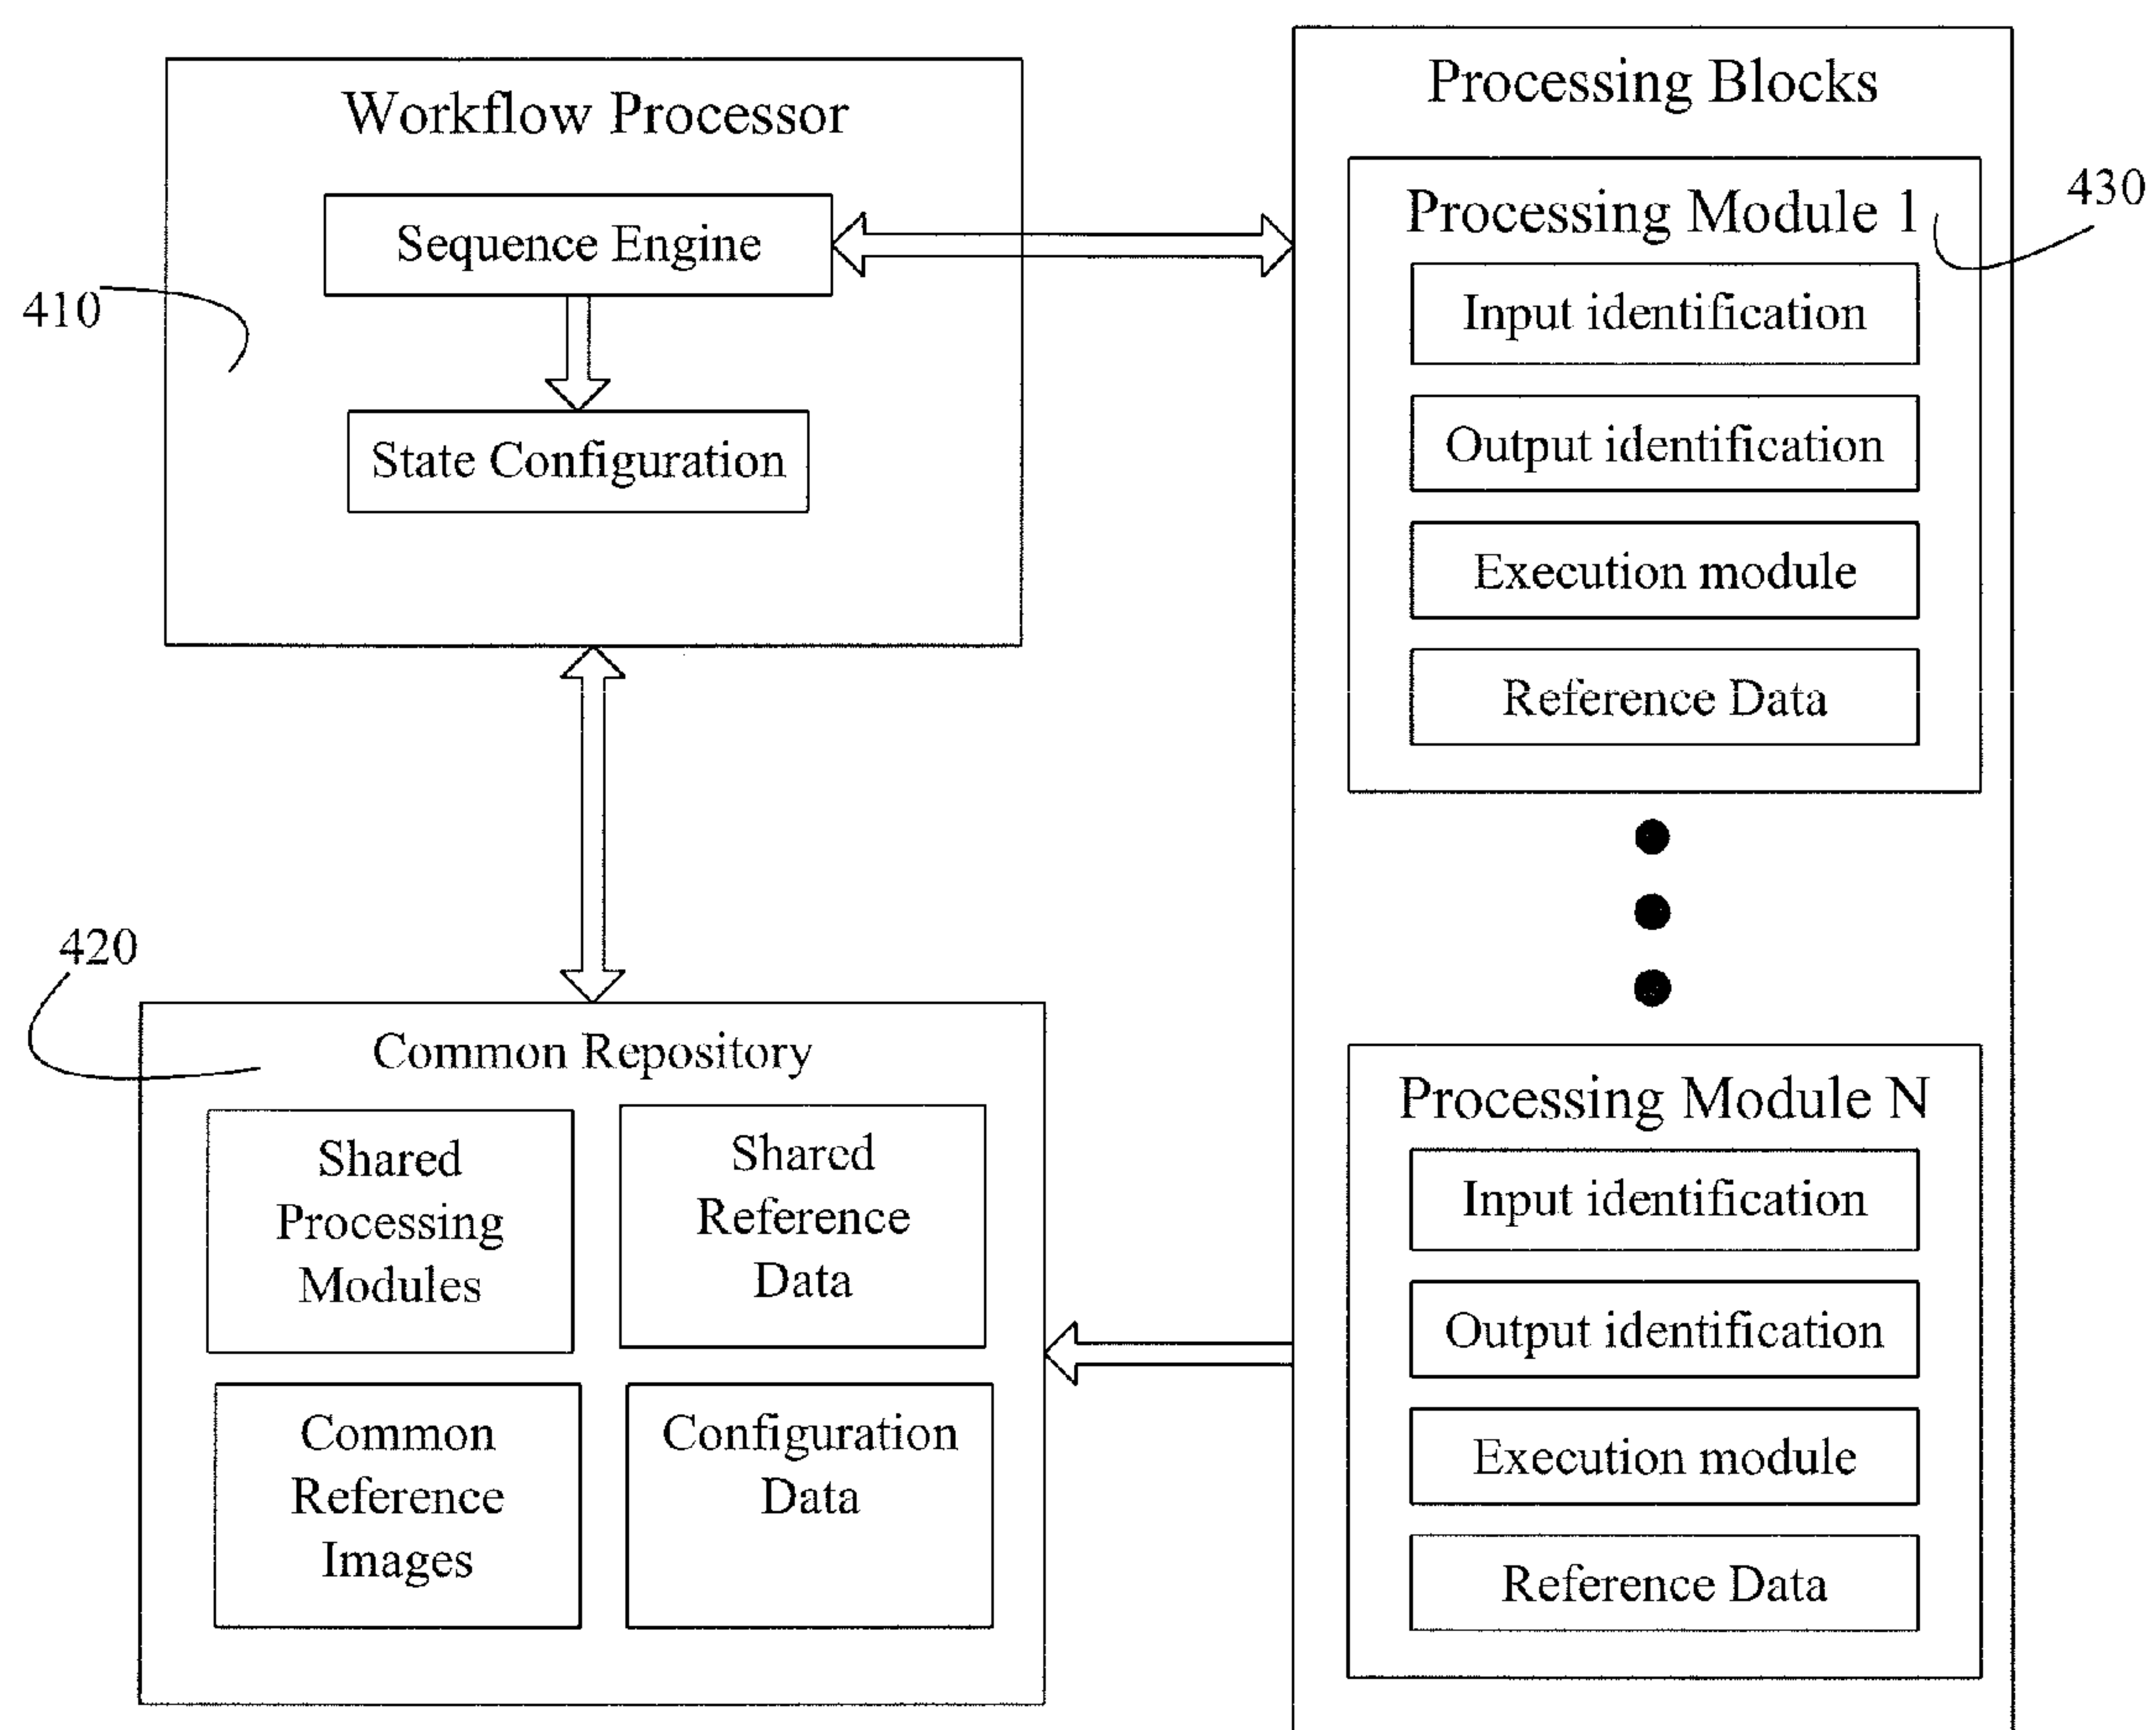 Workflow Processor
Sequence Engine
State Configuration
410
Processing Blocks
Processing Module 1
430
Input identification
Output identification
Execution module
Reference Data
Processing Module N
Input identification
Output identification
Execution module
Reference Data
420
Common Repository
Shared
Processing
Modules
Shared
Reference
Data
Common
Reference
Images
Configuration
Data